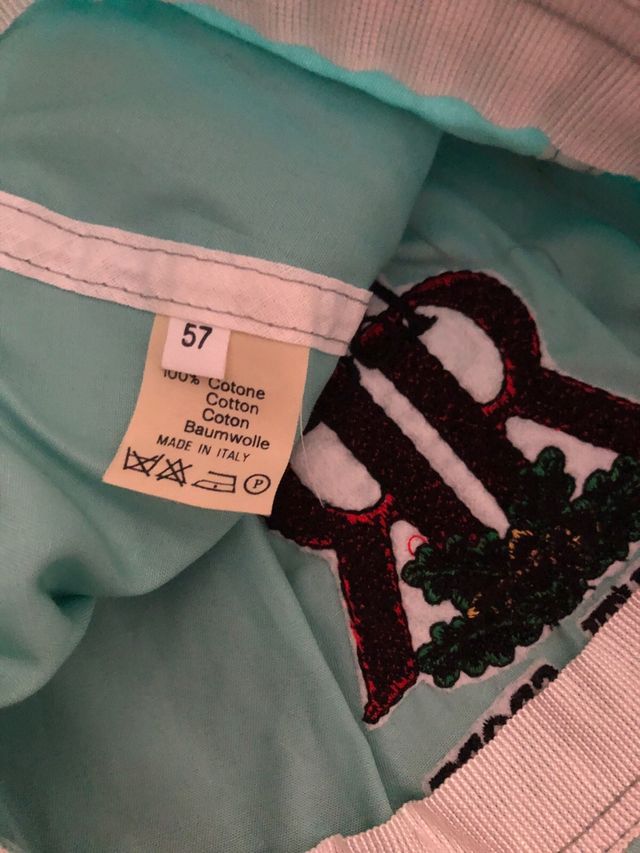 57
100% Cotone
Cotton
Coton
Baumwolle
MADE IN ITALY
P